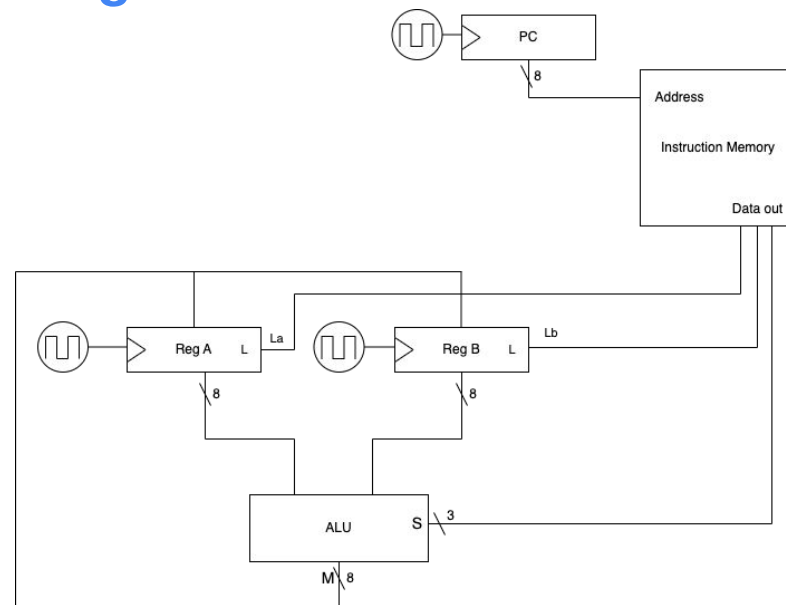 PC
8
Address
Instruction Memory
Data out
Reg A L La
Reg B L Lb
8
8
ALU S 3
M 8